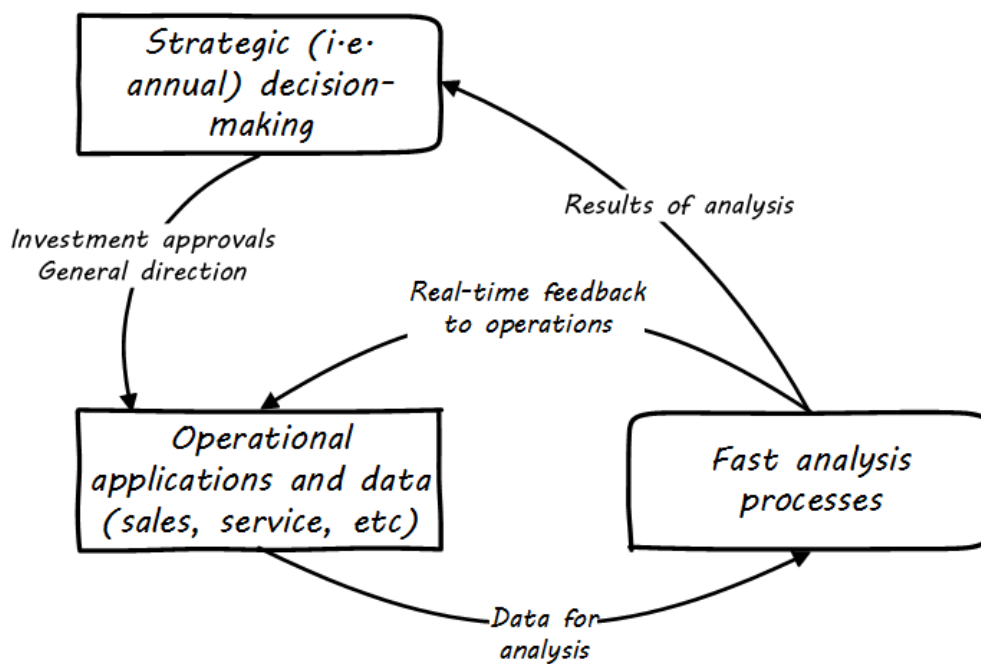 Strategic (i.e.
annual) decision-
making
Results of analysis
Investment approvals
General direction
Real-time feedback
to operations
Operational
applications and data
(sales, service, etc)
Fast analysis
processes
Data for
analysis